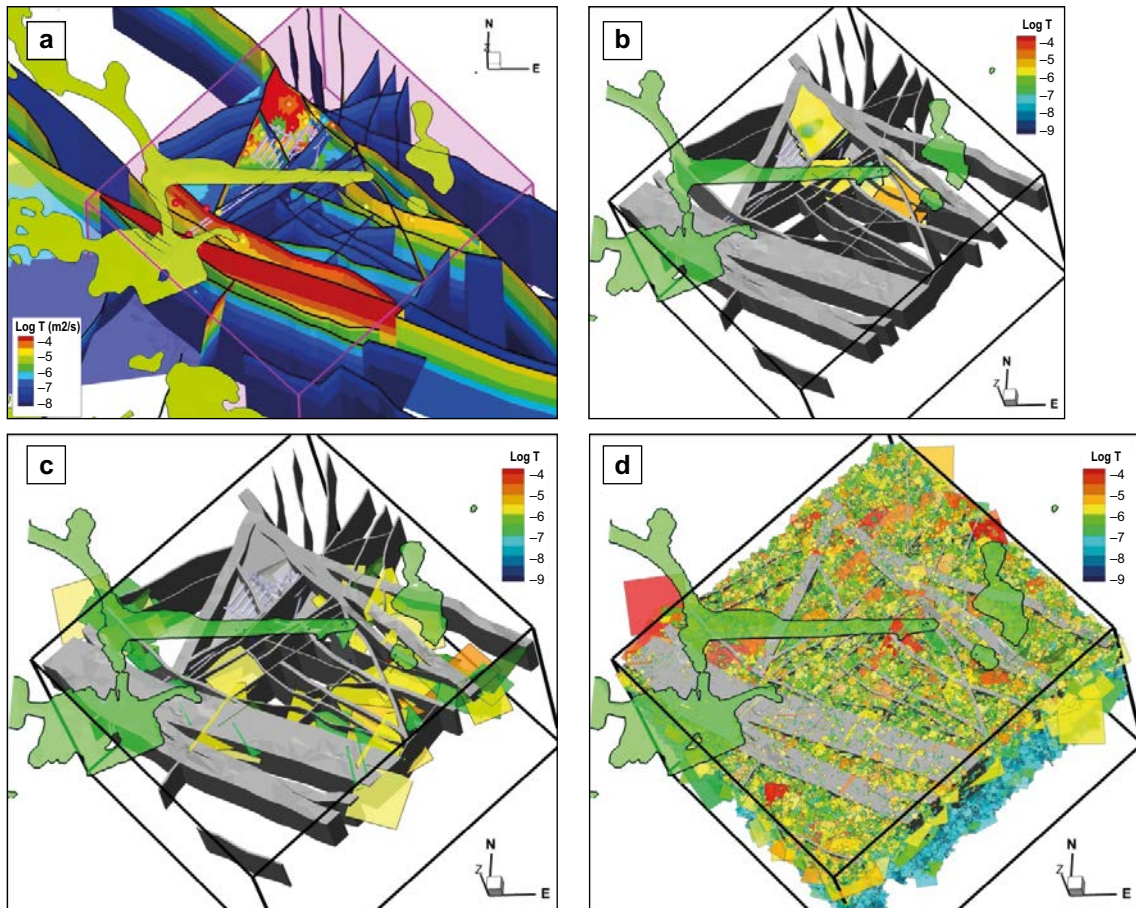 a
N
Z
E
Log T (m2/s)
–4
–5
–6
–7
–8
b
Log T
–4
–5
–6
–7
–8
–9
N
Z
E
c
Log T
–4
–5
–6
–7
–8
–9
N
Z
E
d
Log T
–4
–5
–6
–7
–8
–9
N
Z
E